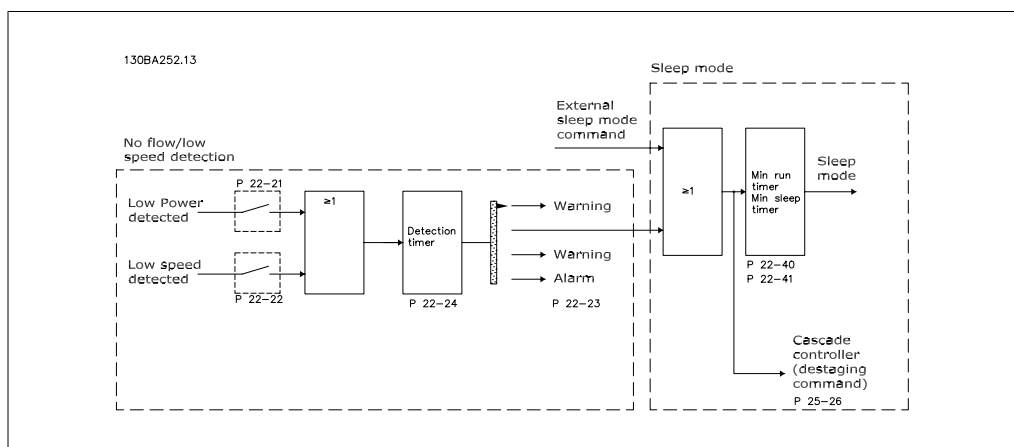 130BA252.13
No flow/low
speed detection
P 22-21
Low Power
detected
Low speed
detected
P 22-22
≥1
Detection
timer
P 22-24
Warning
Warning
Alarm
P 22-23
External
sleep mode
command
Sleep mode
≥1
Min run
timer
Min sleep
timer
P 22-40
P 22-41
Sleep
mode
Cascade
controller
(destaging
command)
P 25-26